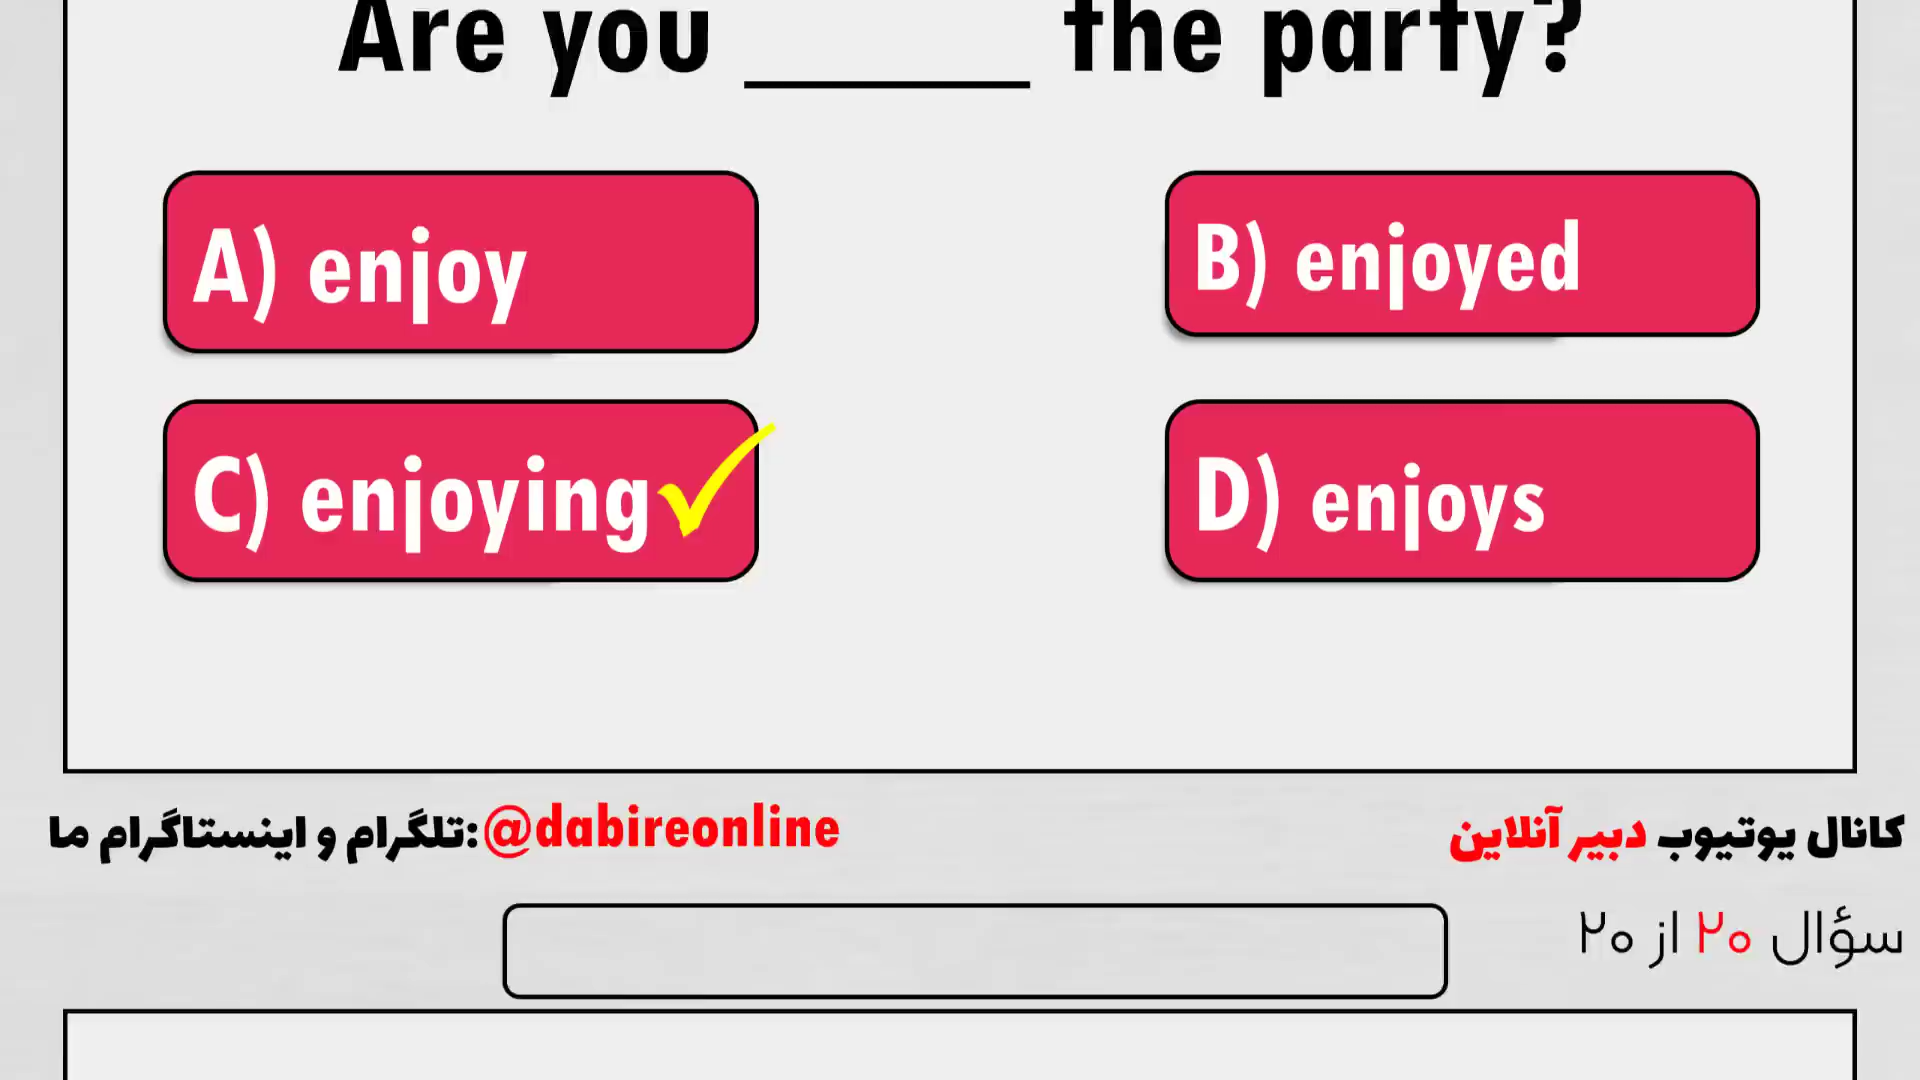 Are you ______ the party?
A) enjoy
B) enjoyed
C) enjoying
D) enjoys
تلگرام و اینستاگرام ما:@dabireonline
کانال یوتیوب دبیر آنلاین
سؤال ۲۰ از ۲۰